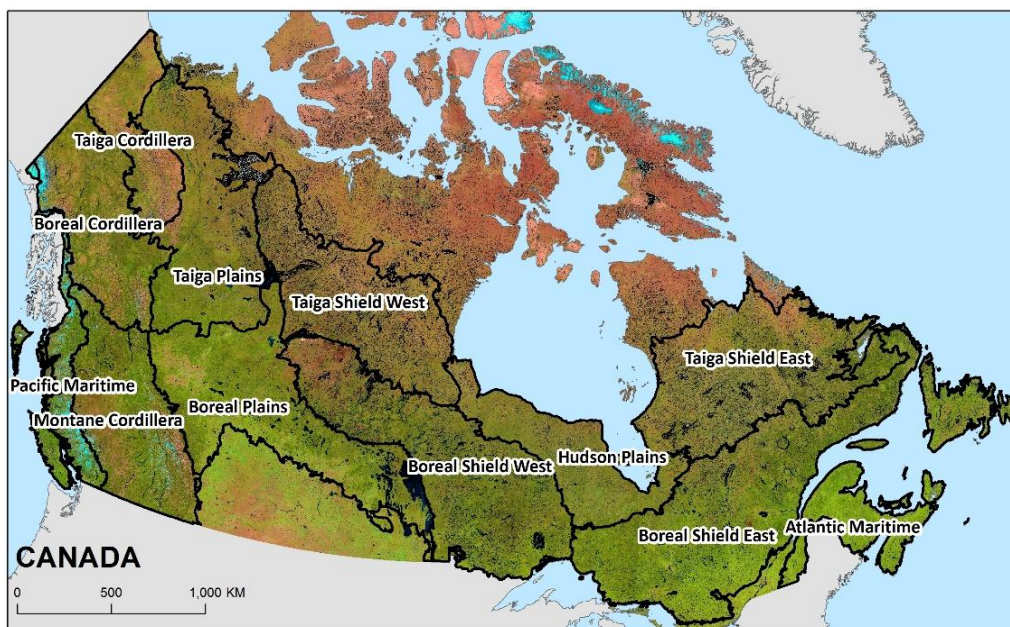 Taiga Cordillera
Boreal Cordillera
Taiga Plains
Taiga Shield West
Taiga Shield East
Pacific Maritime
Montane Cordillera
Boreal Plains
Boreal Shield West
Hudson Plains
Boreal Shield East
Atlantic Maritime
CANADA
0 500 1,000 KM